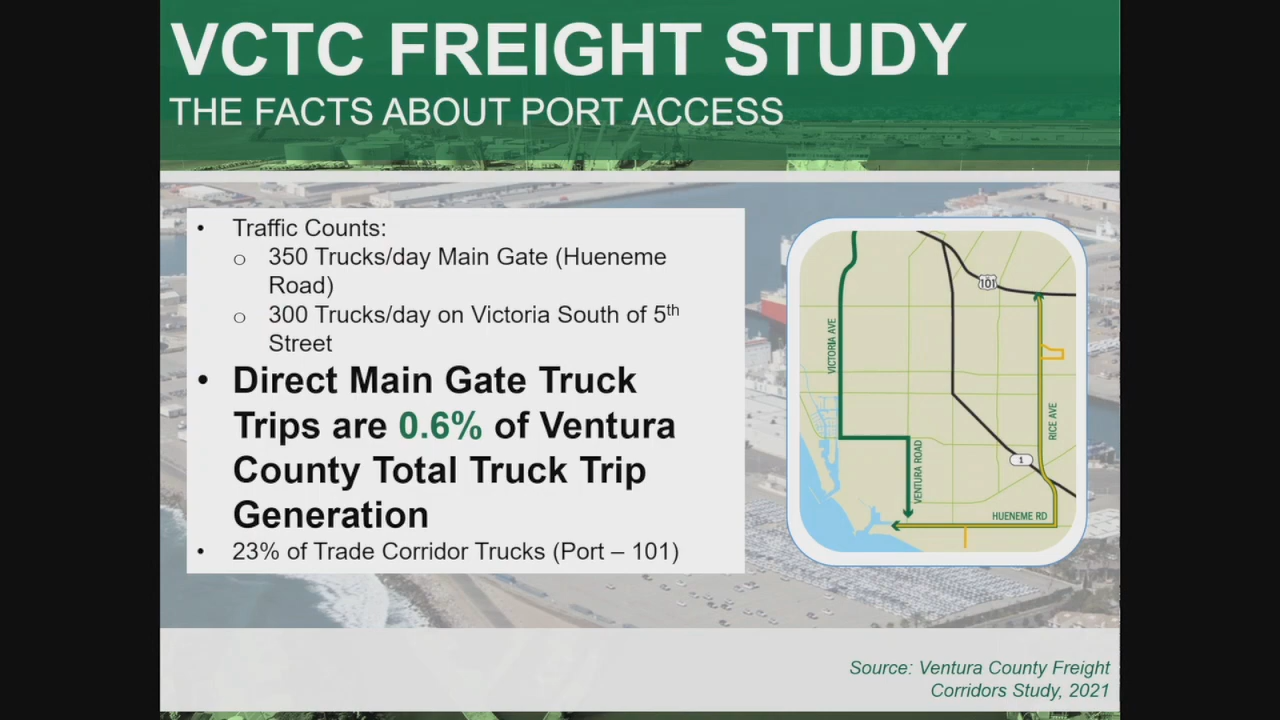 VCTC FREIGHT STUDY
THE FACTS ABOUT PORT ACCESS
• Traffic Counts:
o 350 Trucks/day Main Gate (Hueneme
Road)
o 300 Trucks/day on Victoria South of 5th
Street
• Direct Main Gate Truck
Trips are 0.6% of Ventura
County Total Truck Trip
Generation
• 23% of Trade Corridor Trucks (Port – 101)
101
VICTORIA AVE
RICE AVE
VENTURA ROAD
1
HUENEME RD
Source: Ventura County Freight
Corridors Study, 2021